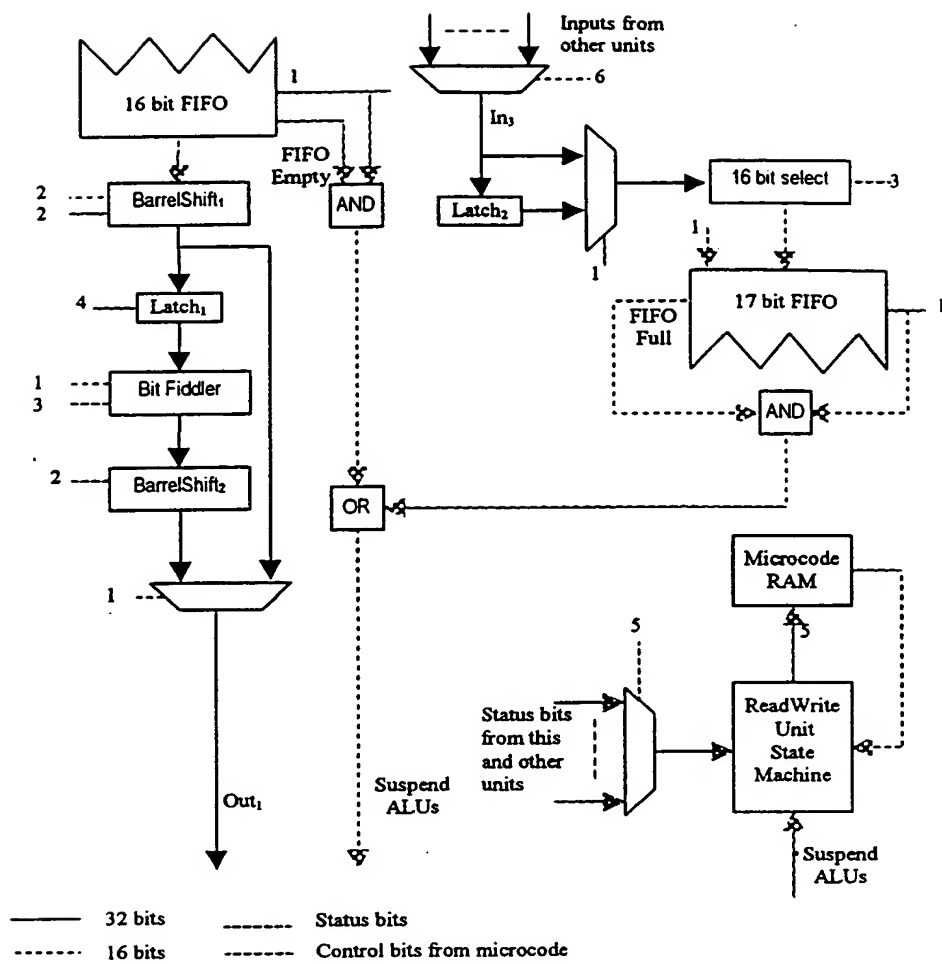 Inputs from
other units
1
16 bit FIFO
6
In₃
FIFO
Empty
2
2
BarrelShift₁
AND
Latch₂
16 bit select
3
1
1
4
Latch₁
FIFO
Full
17 bit FIFO
1
1
3
Bit Fiddler
AND
2
BarrelShift₂
OR
1
Microcode
RAM
5
5
Status bits
from this
and other
units
ReadWrite
Unit
State
Machine
Suspend
ALUs
Out₁
Suspend
ALUs
32 bits
Status bits
16 bits
Control bits from microcode